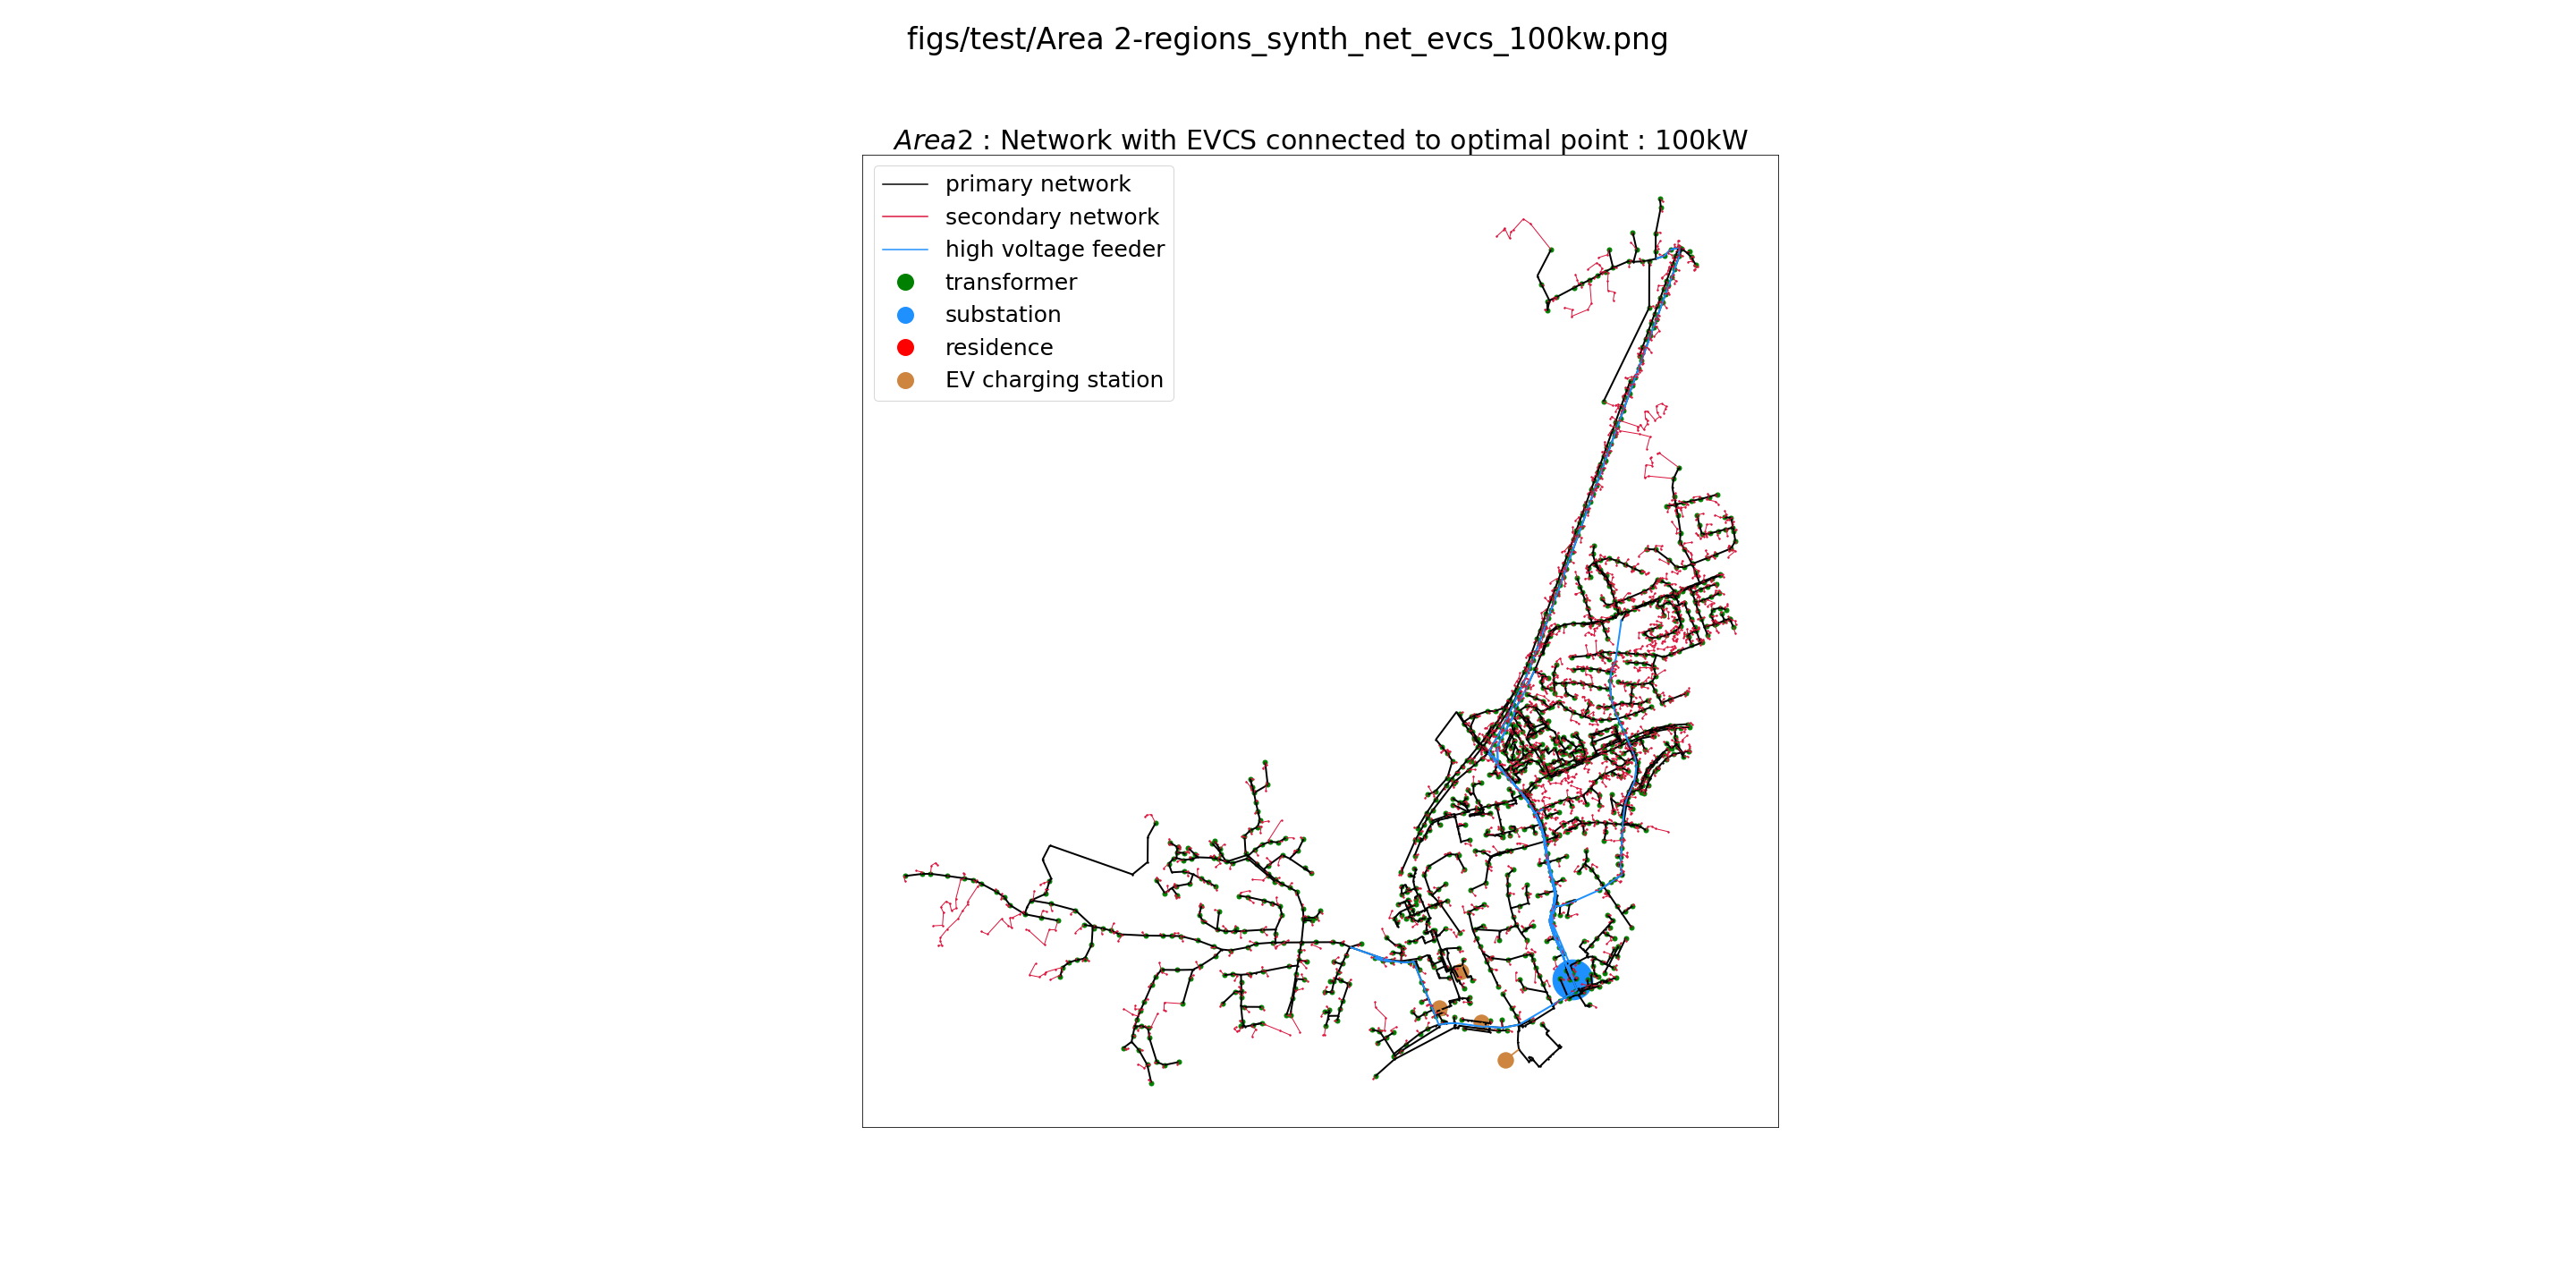 figs/test/Area 2-regions_synth_net_evcs_100kw.png
Area2 : Network with EVCS connected to optimal point : 100kW
primary network
secondary network
high voltage feeder
transformer
substation
residence
EV charging station